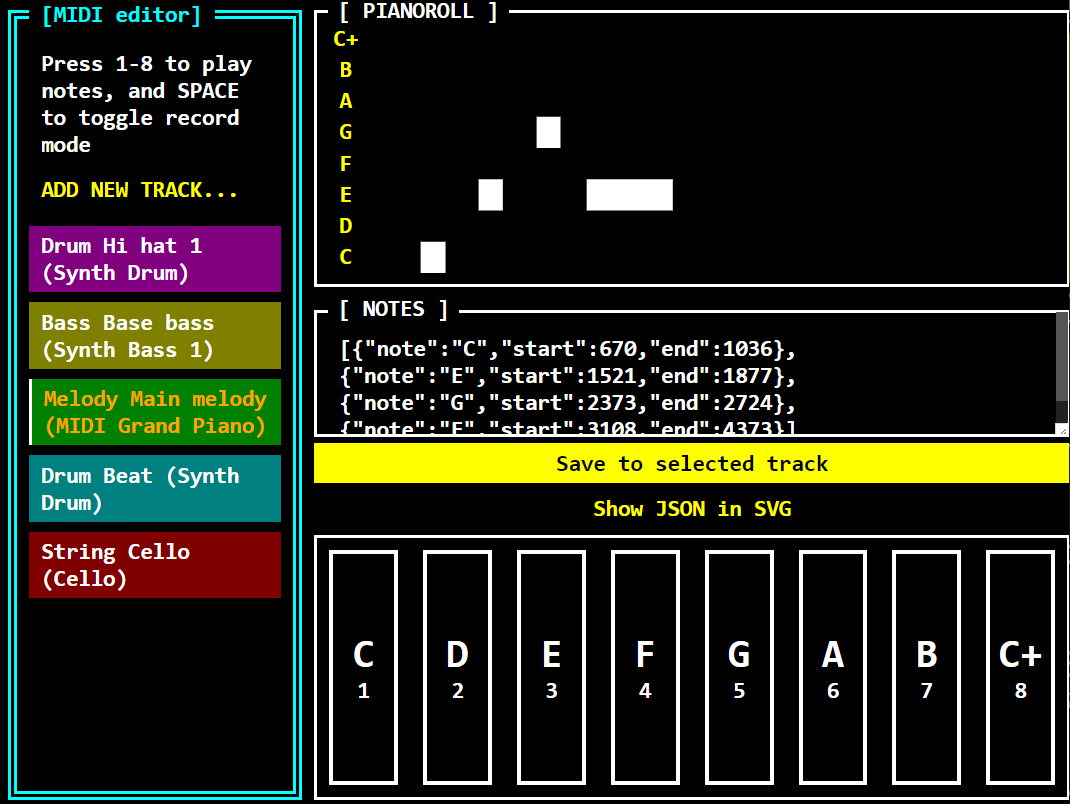 [MIDI editor]
Press 1-8 to play
notes, and SPACE
to toggle record
mode
ADD NEW TRACK...
Drum Hi hat 1
(Synth Drum)
Bass Base bass
(Synth Bass 1)
Melody Main melody
(MIDI Grand Piano)
Drum Beat (Synth
Drum)
String Cello
(Cello)
[ PIANOROLL ]
C+
B
A
G
F
E
D
C
[ NOTES ]
[{"note":"C","start":670,"end":1036},
{"note":"E","start":1521,"end":1877},
{"note":"G","start":2373,"end":2724},
{"note":"E","start":3108,"end":4373}]
Save to selected track
Show JSON in SVG
C D E F G A B C+
1 2 3 4 5 6 7 8